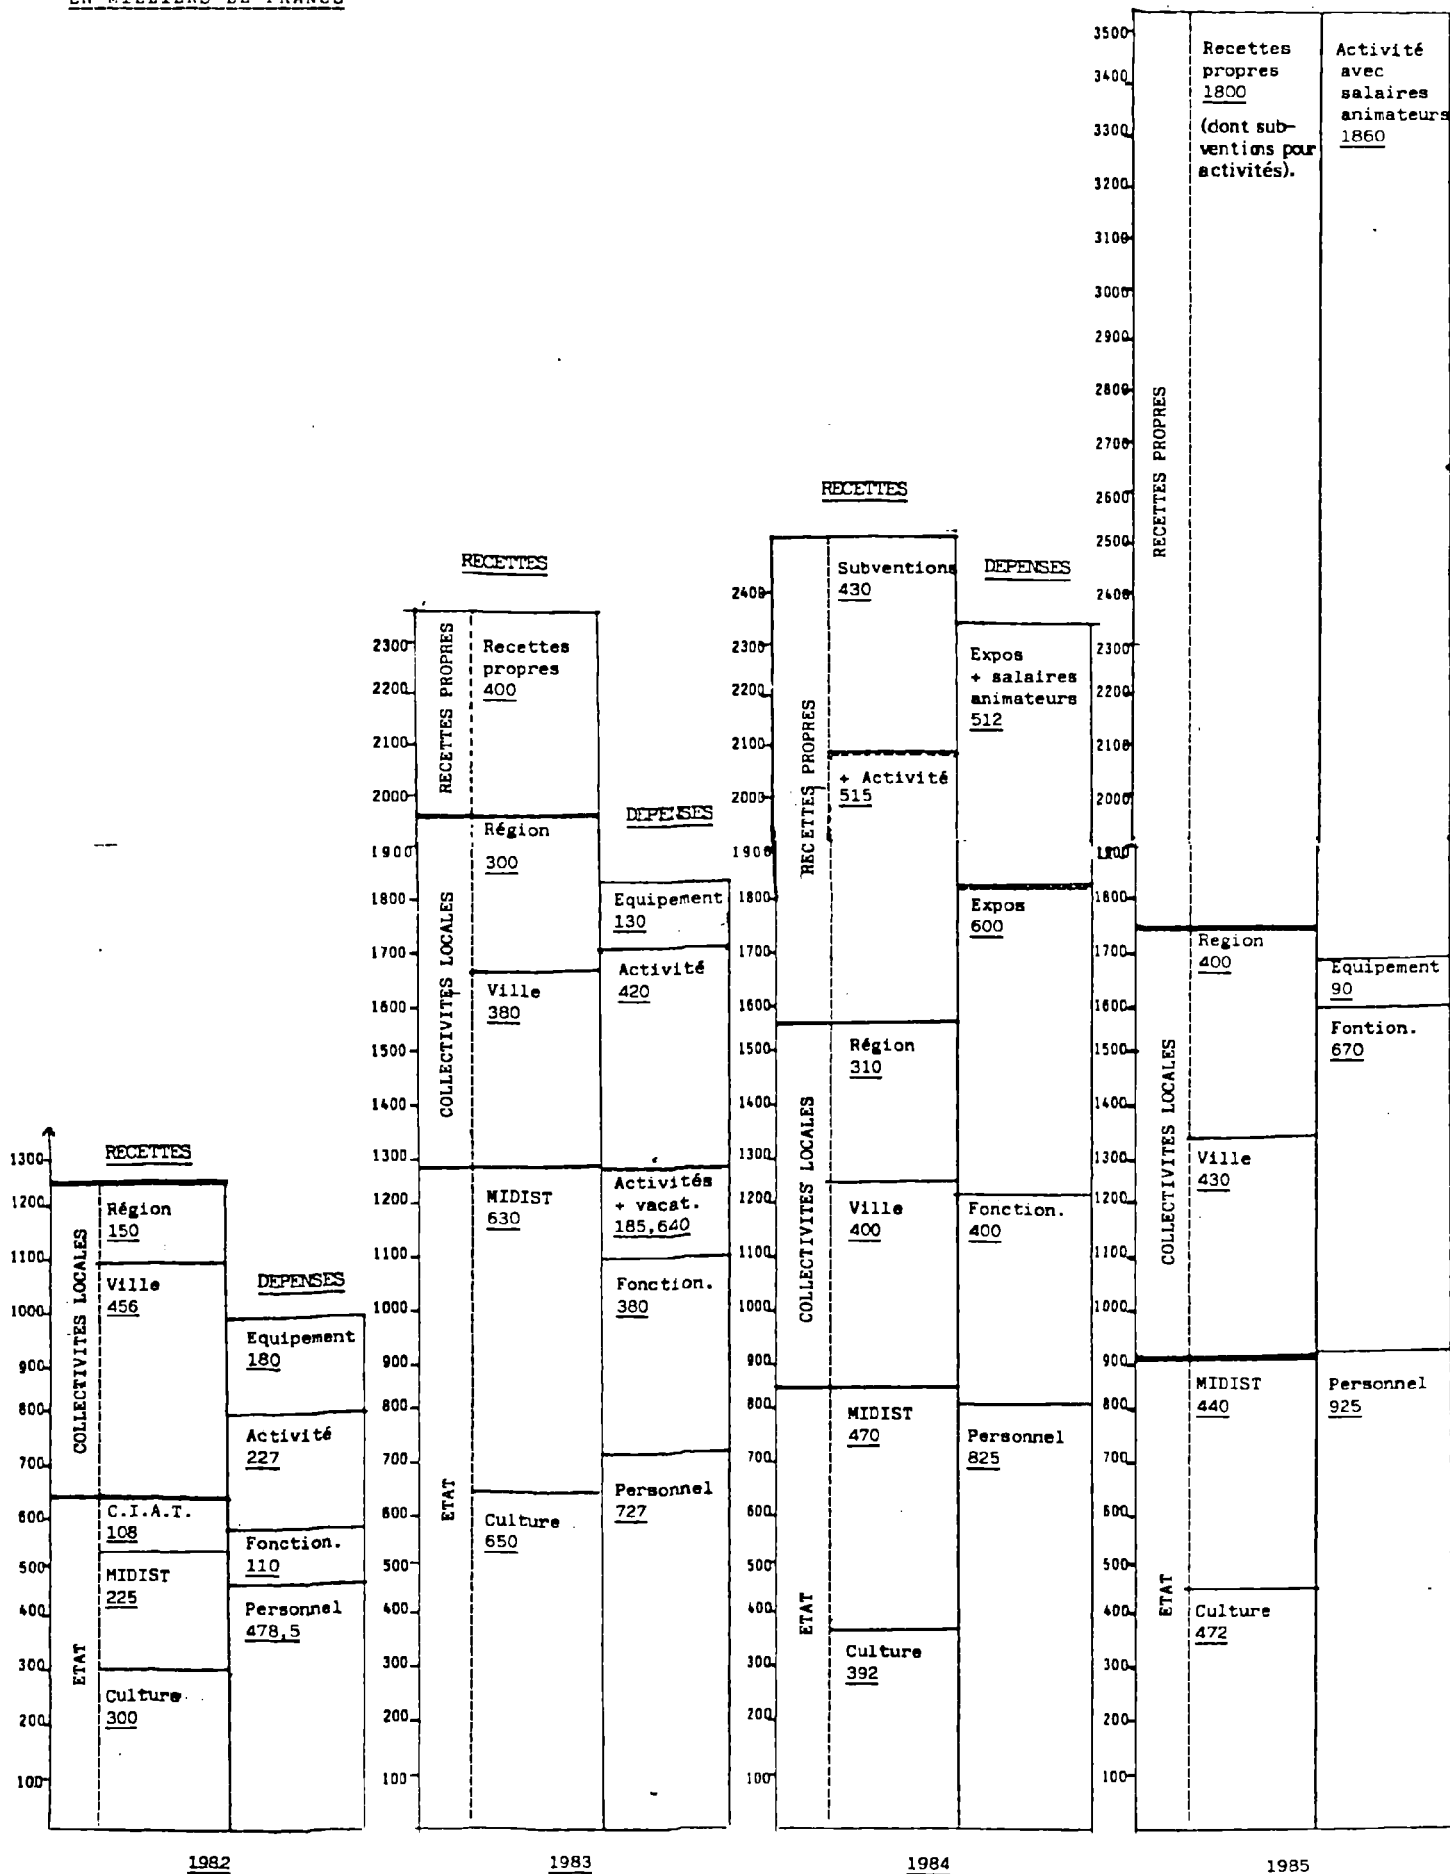 EN MILLIERS DE FRANCS
1300
1200
1100
1000
900
800
700
600
500
400
300
200
100
COLLECTIVITES LOCALES
ETAT
RECETTES
Région
150
Ville
456
C.I.A.T.
108
MIDIST
225
Culture
300
DEPENSES
Equipement
180
Activité
227
Fonction.
110
Personnel
478,5
1982
2300
2200
2100
2000
1900
1800
1700
1600
1500
1400
1300
1200
1100
1000
900
800
700
600
500
400
300
200
100
RECETTES PROPRES
COLLECTIVITES LOCALES
ETAT
RECETTES
Recettes
propres
400
Région
300
Ville
380
MIDIST
630
Culture
650
DEPENSES
Equipement
130
Activité
420
Activités
+ vacat.
185,640
Fonction.
380
Personnel
727
1983
2400
2300
2200
2100
2000
1900
1800
1700
1600
1500
1400
1300
1200
1100
1000
900
800
700
600
500
400
300
200
100
RECETTES PROPRES
COLLECTIVITES LOCALES
ETAT
RECETTES
Subventions
430
+ Activité
515
Région
310
Ville
400
MIDIST
470
Culture
392
DEPENSES
Expos
+ salaires
animateurs
512
Expos
600
Fonction.
400
Personnel
825
1984
3500
3400
3300
3200
3100
3000
2900
2800
2700
2600
2500
2400
2300
2200
2100
2000
1900
1800
1700
1600
1500
1400
1300
1200
1100
1000
900
800
700
600
500
400
300
200
100
RECETTES PROPRES
COLLECTIVITES LOCALES
ETAT
Recettes
propres
1800
(dont sub-
ventions pour
activités).
Region
400
Ville
430
MIDIST
440
Culture
472
Activité
avec
salaires
animateurs
1860
Equipement
90
Fontion.
670
Personnel
925
1985